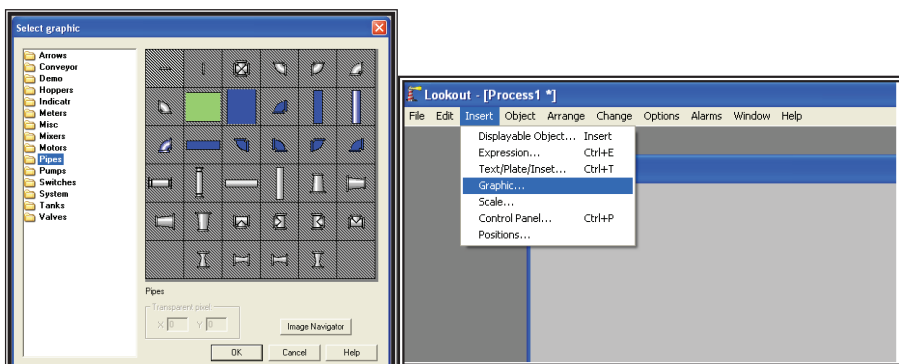 Select graphic
Arrows
Conveyor
Demo
Hoppers
Indicatr
Meters
Misc
Mixers
Motors
Pipes
Pumps
Switches
System
Tanks
Valves
Pipes
Transparent pixel
X 0 Y 0
Image Navigator
OK Cancel Help
Lookout - [Process1 *]
File Edit Insert Object Arrange Change Options Alarms Window Help
Displayable Object... Insert
Expression... Ctrl+E
Text/Plate/Inset... Ctrl+T
Graphic...
Scale...
Control Panel... Ctrl+P
Positions...